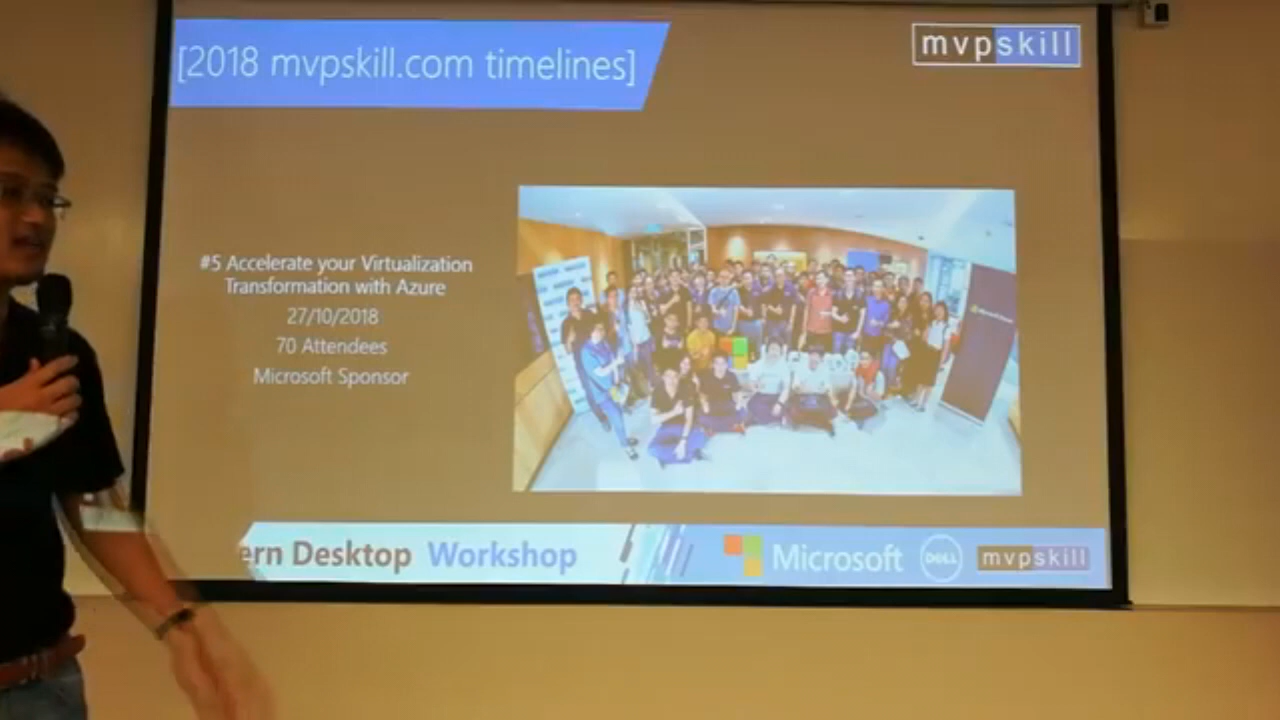 [2018 mvpskill.com timelines]
mvpskill
#5 Accelerate your Virtualization
Transformation with Azure
27/10/2018
70 Attendees
Microsoft Sponsor
ern Desktop Workshop
Microsoft
DELL
mvpskill